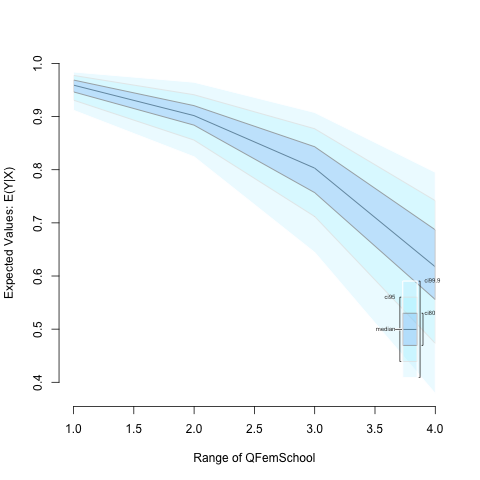 1.0
0.9
0.8
0.7
0.6
0.5
0.4
Expected Values: E(Y|X)
ci99.9
ci95
ci80
median
1.0 1.5 2.0 2.5 3.0 3.5 4.0
Range of QFemSchool